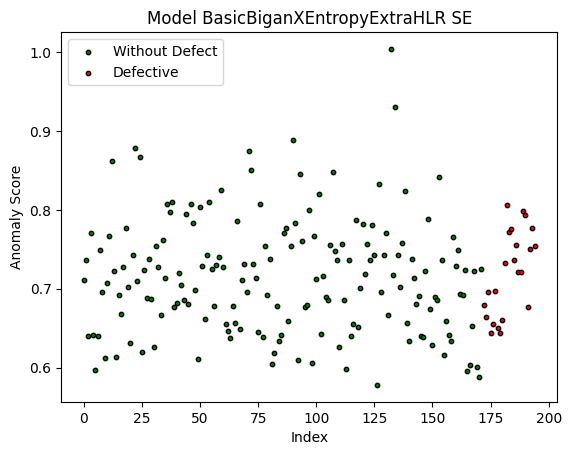 Model BasicBiganXEntropyExtraHLR SE
Without Defect
Defective
Anomaly Score
1.0
0.9
0.8
0.7
0.6
0 25 50 75 100 125 150 175 200
Index